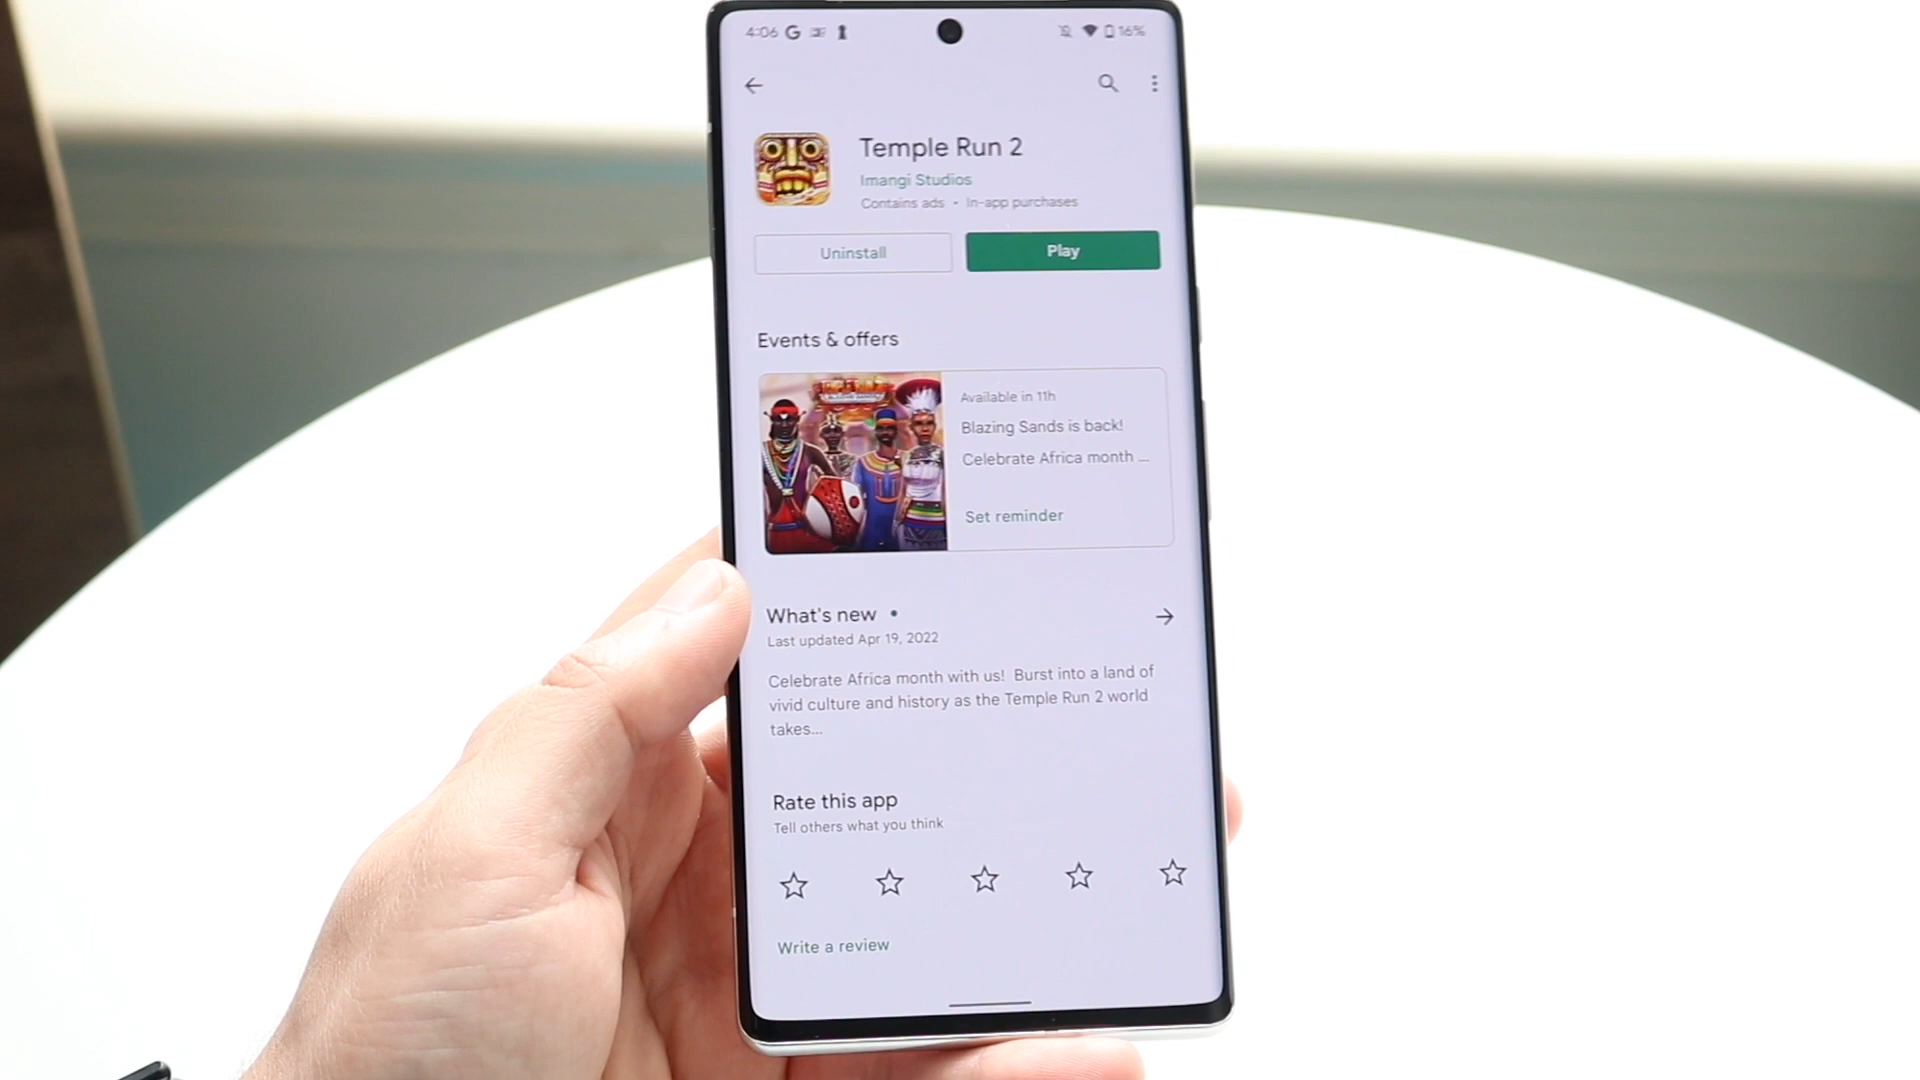 4:06 G 16%
Temple Run 2
Imangi Studios
Contains ads • In-app purchases
Uninstall
Play
Events & offers
Available in 11h
Blazing Sands is back!
Celebrate Africa month ...
Set reminder
What's new •
Last updated Apr 19, 2022
Celebrate Africa month with us! Burst into a land of
vivid culture and history as the Temple Run 2 world
takes...
Rate this app
Tell others what you think
Write a review